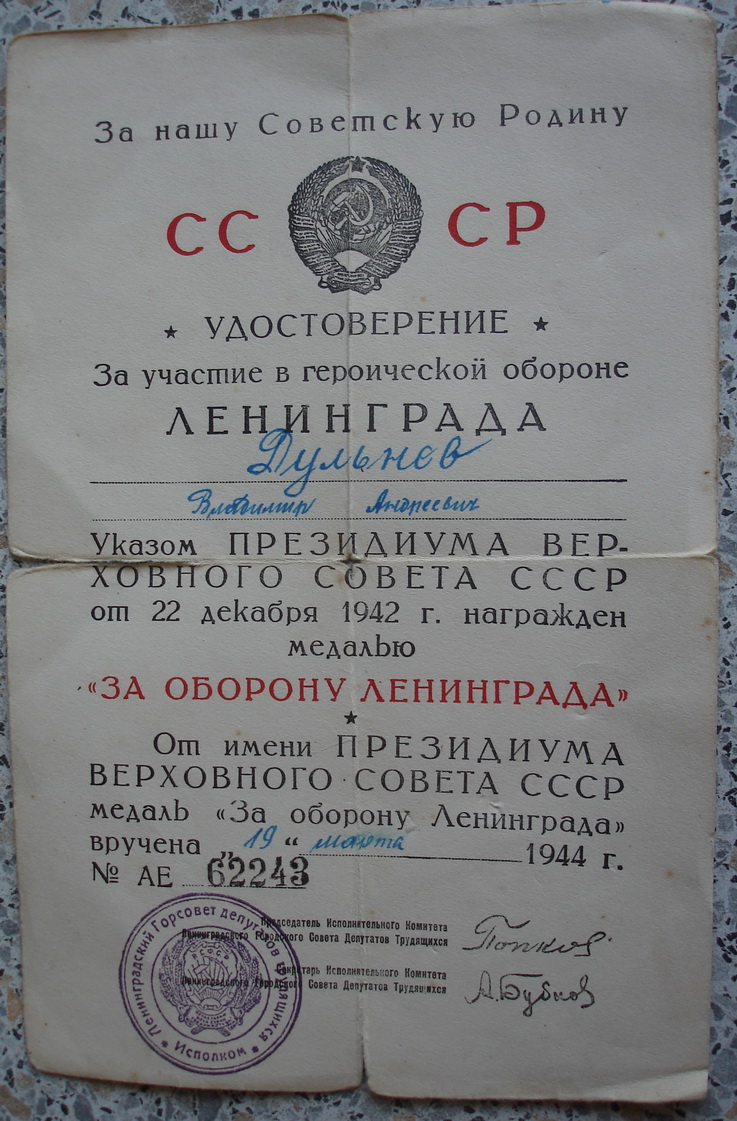 За нашу Советскую Родину
СССР
★ УДОСТОВЕРЕНИЕ ★
За участие в героической обороне
ЛЕНИНГРАДА
Дульнев
Владимир Андреевич
Указом ПРЕЗИДИУМА ВЕР-
ХОВНОГО СОВЕТА СССР
от 22 декабря 1942 г. награжден
медалью
«ЗА ОБОРОНУ ЛЕНИНГРАДА»
★
От имени ПРЕЗИДИУМА
ВЕРХОВНОГО СОВЕТА СССР
медаль «За оборону Ленинграда»
вручена „19“ марта 1944 г.
№ АЕ 62243
Председатель Исполнительного Комитета
Ленинградского Городского Совета Депутатов Трудящихся
Попков
Секретарь Исполнительного Комитета
Ленинградского Городского Совета Депутатов Трудящихся
А. Бубнов
Ленинградский Горсовет депутатов трудящихся
★ Исполком ★
РСФСР